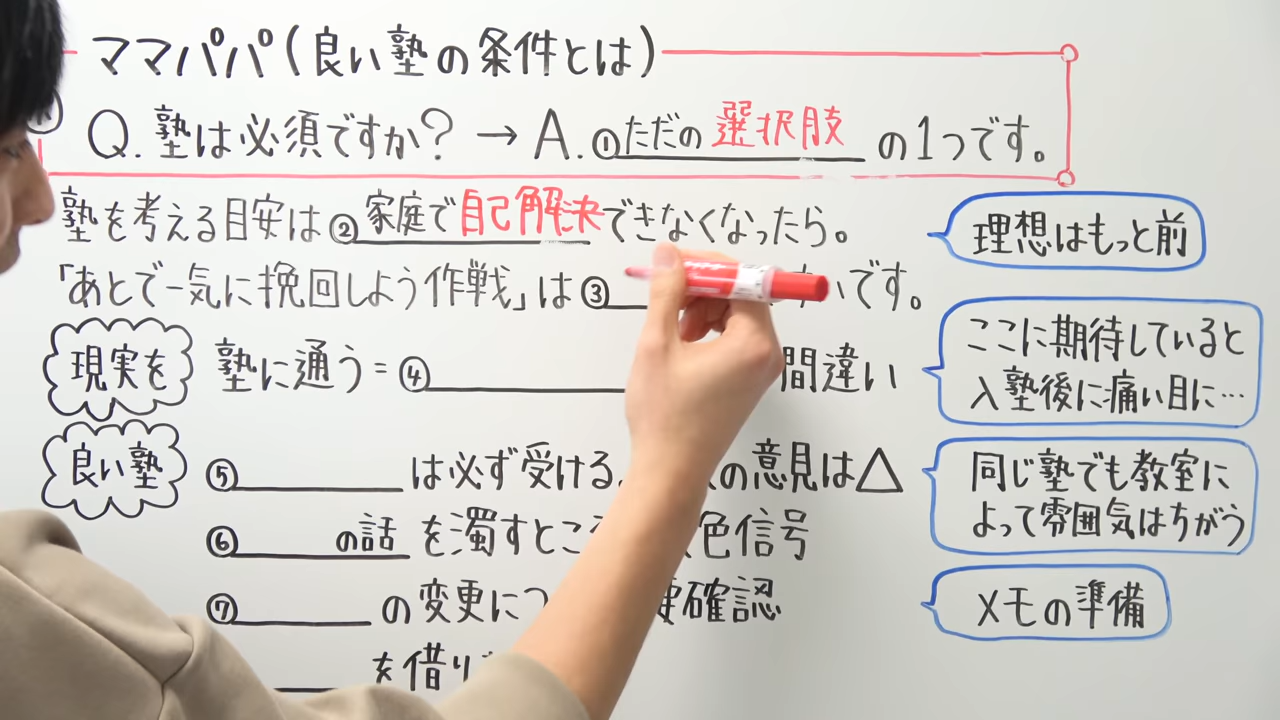 ママパパ(良い塾の条件とは)
Q.塾は必須ですか?→A.①ただの選択肢の1つです。
塾を考える目安は②家庭で自己解決できなくなったら。
理想はもっと前
「あとで一気に挽回しよう作戦」は③いです。
ここに期待していると
入塾後に痛い目に…
現実を
塾に通う=④間違い
良い塾
⑤は必ず受ける。の意見は△
同じ塾でも教室に
よって雰囲気はちがう
⑥の話を濁すとこ色信号
⑦の変更につ確認
メモの準備
を借り